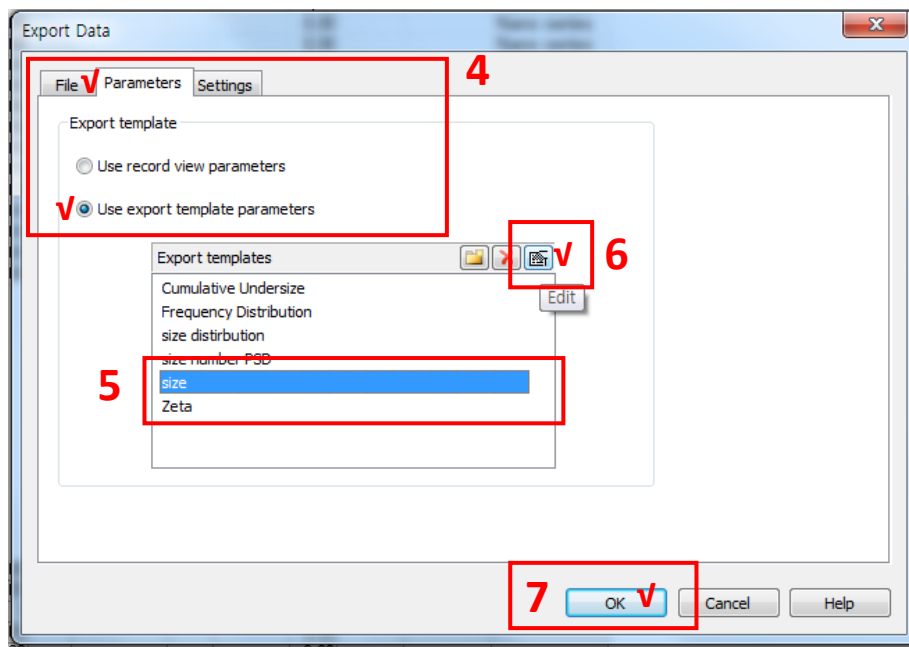 Export Data
4
File √ Parameters Settings
Export template
Use record view parameters
√ Use export template parameters
Export templates
√ 6
Edit
Cumulative Undersize
Frequency Distribution
size distirbution
size number PSD
5
size
Zeta
7
OK √ Cancel Help